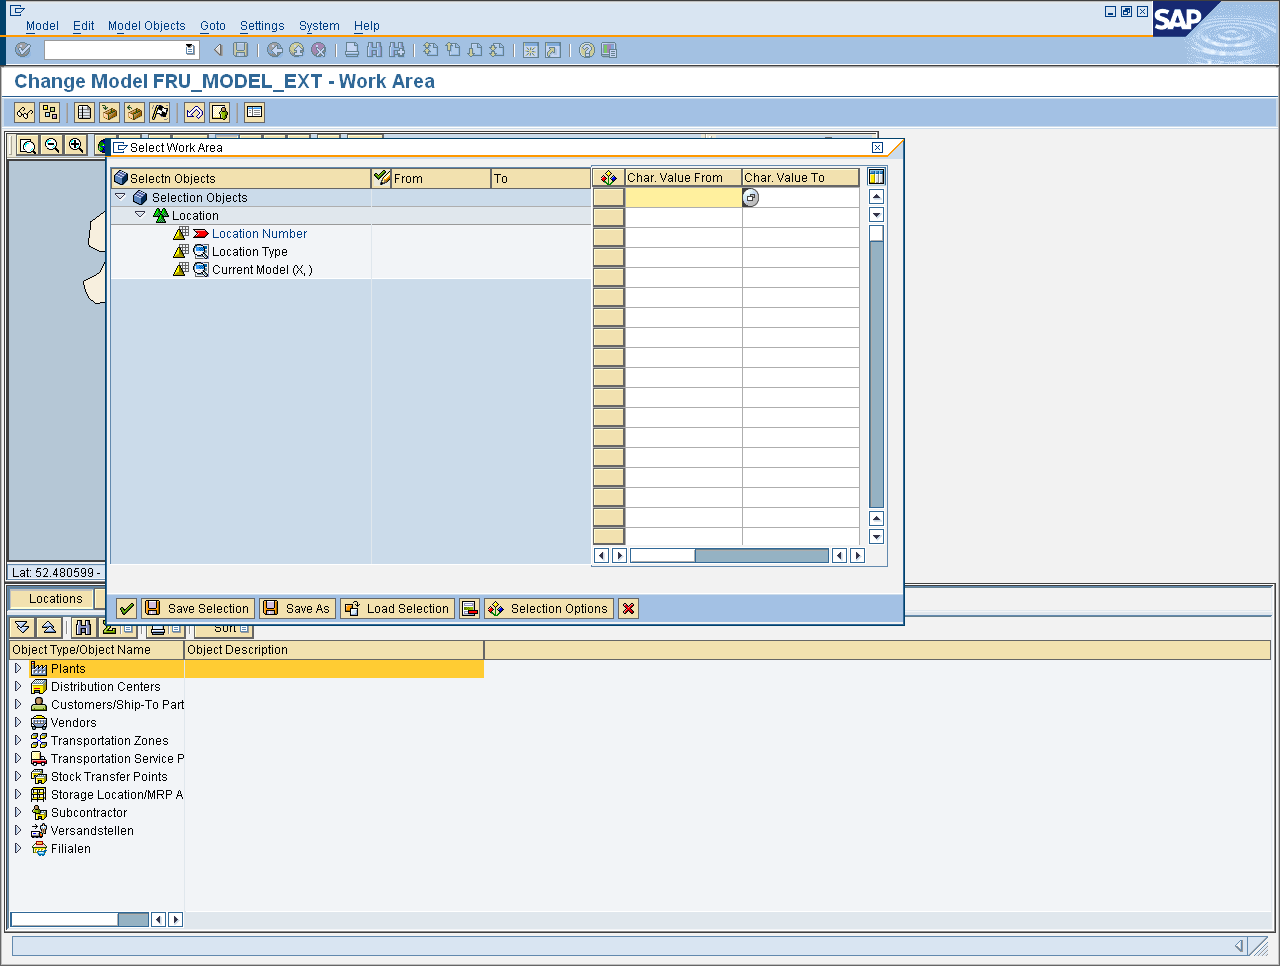 Model Edit Model Objects Goto Settings System Help
SAP
Change Model FRU_MODEL_EXT - Work Area
Select Work Area
Selectn Objects From To Char. Value From Char. Value To
Selection Objects
Location
Location Number
Location Type
Current Model (X, )
Lat: 52.480599 -
Locations
Save Selection Save As Load Selection Selection Options
Sort
Object Type/Object Name Object Description
Plants
Distribution Centers
Customers/Ship-To Part
Vendors
Transportation Zones
Transportation Service P
Stock Transfer Points
Storage Location/MRP A
Subcontractor
Versandstellen
Filialen